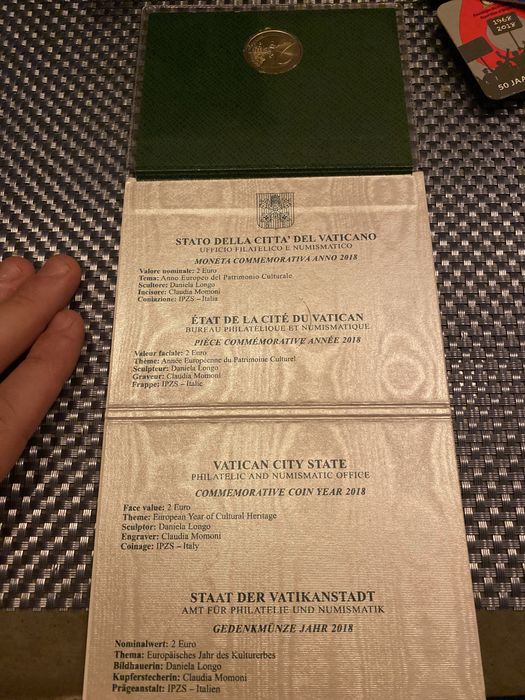 1968
2018
50 JAA
STATO DELLA CITTA' DEL VATICANO
UFFICIO FILATELICO E NUMISMATICO
MONETA COMMEMORATIVA ANNO 2018
Valore nominale: 2 Euro
Tema: Anno Europeo del Patrimonio Culturale
Scultore: Daniela Longo
Incisore: Claudia Momoni
Coniazione: IPZS – Italia
ÉTAT DE LA CITÉ DU VATICAN
BUREAU PHILATÉLIQUE ET NUMISMATIQUE
PIÈCE COMMÉMORATIVE ANNÉE 2018
Valeur faciale: 2 Euro
Thème: Année Européenne du Patrimoine Culturel
Sculpteur: Daniela Longo
Graveur: Claudia Momoni
Frappe: IPZS – Italie
VATICAN CITY STATE
PHILATELIC AND NUMISMATIC OFFICE
COMMEMORATIVE COIN YEAR 2018
Face value: 2 Euro
Theme: European Year of Cultural Heritage
Sculptor: Daniela Longo
Engraver: Claudia Momoni
Coinage: IPZS – Italy
STAAT DER VATIKANSTADT
AMT FÜR PHILATELIE UND NUMISMATIK
GEDENKMÜNZE JAHR 2018
Nominalwert: 2 Euro
Thema: Europäisches Jahr des Kulturerbes
Bildhauerin: Daniela Longo
Kupferstecherin: Claudia Momoni
Prägeanstalt: IPZS – Italien